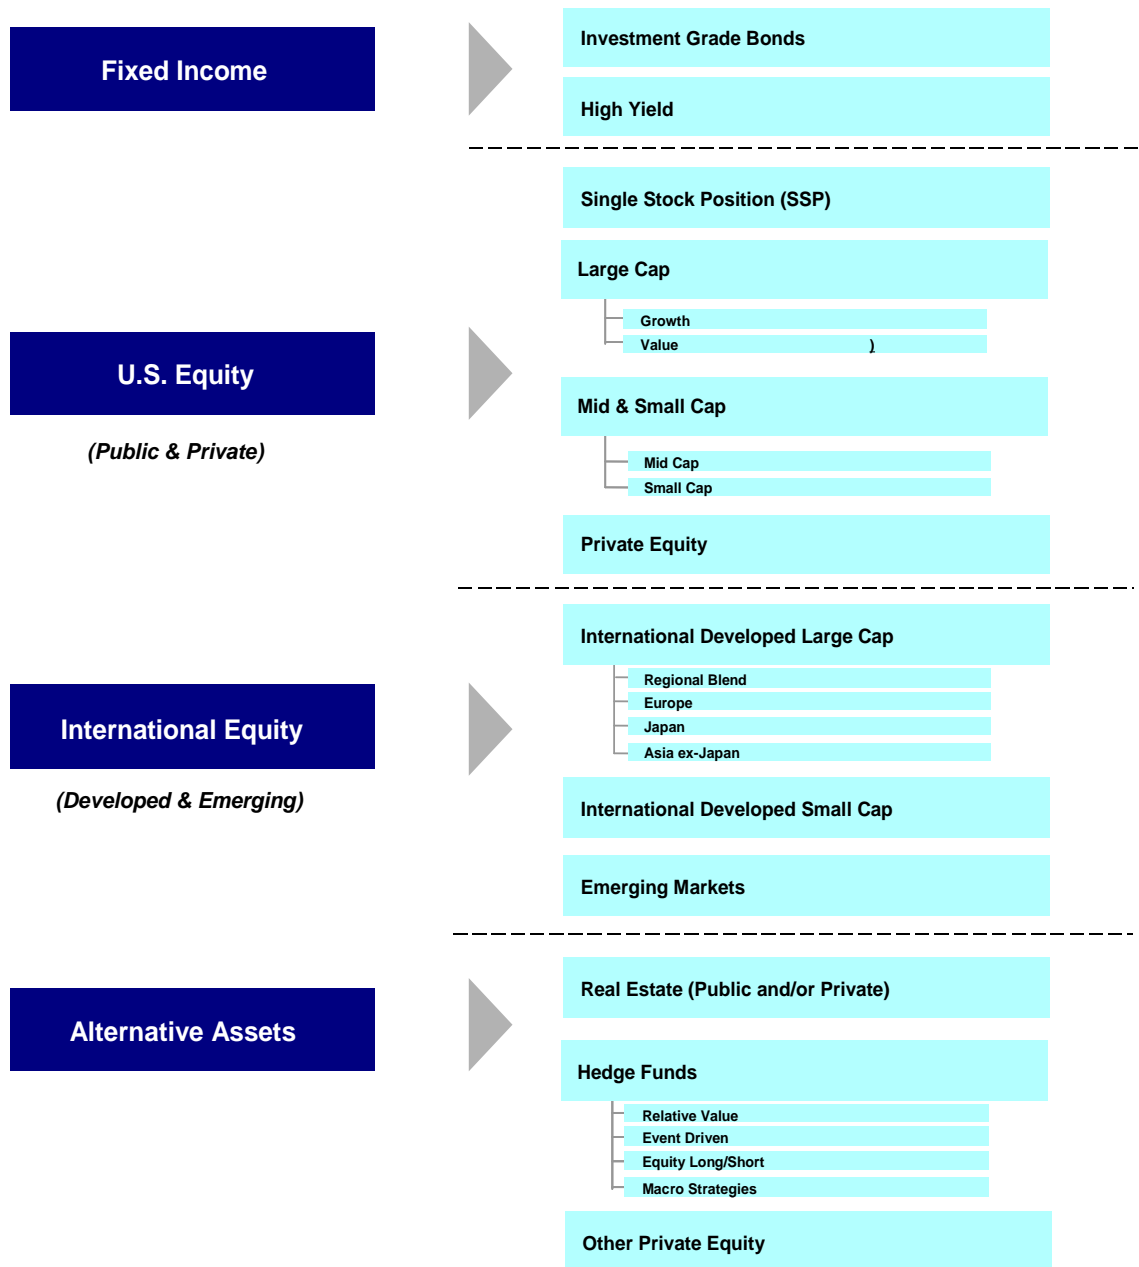 Fixed Income
Investment Grade Bonds
High Yield
U.S. Equity
(Public & Private)
Single Stock Position (SSP)
Large Cap
Growth
Value )
Mid & Small Cap
Mid Cap
Small Cap
Private Equity
International Equity
(Developed & Emerging)
International Developed Large Cap
Regional Blend
Europe
Japan
Asia ex-Japan
International Developed Small Cap
Emerging Markets
Alternative Assets
Real Estate (Public and/or Private)
Hedge Funds
Relative Value
Event Driven
Equity Long/Short
Macro Strategies
Other Private Equity